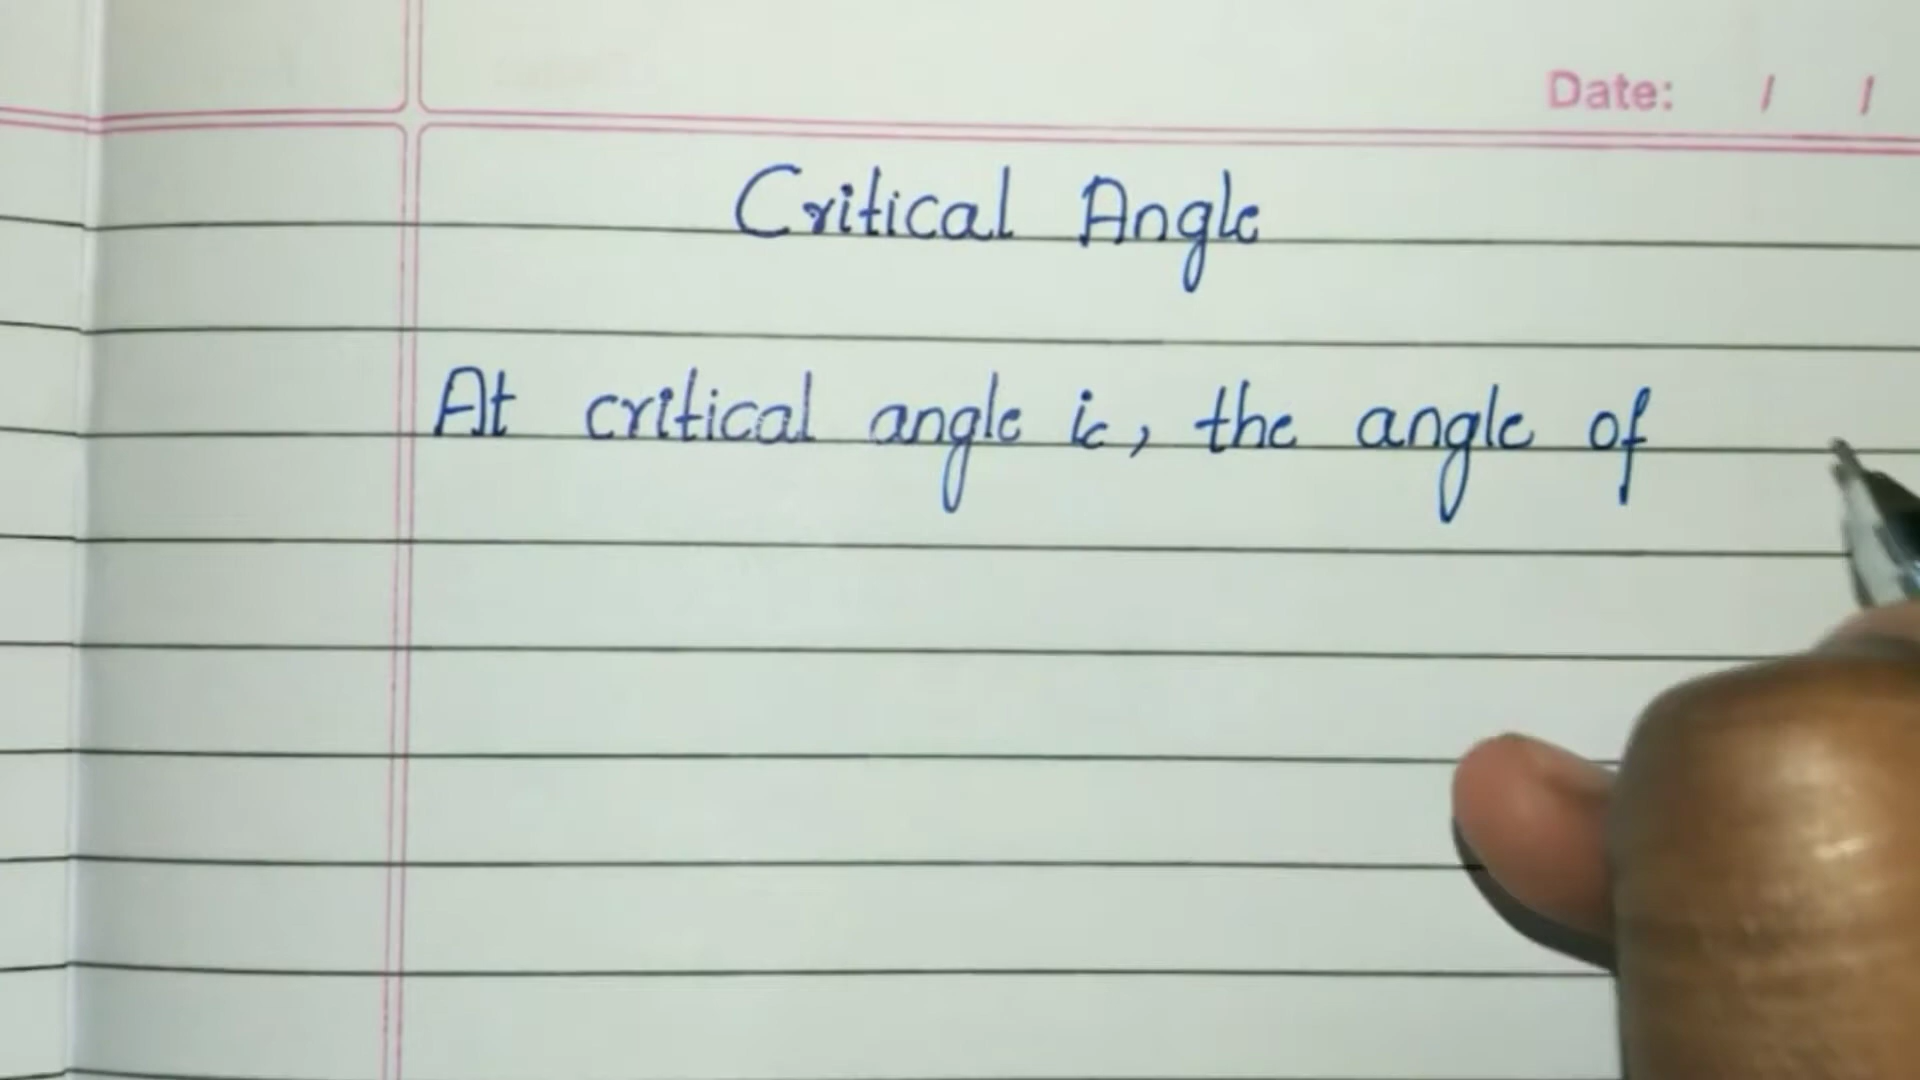 Date: / /
Critical Angle
At critical angle ic, the angle of